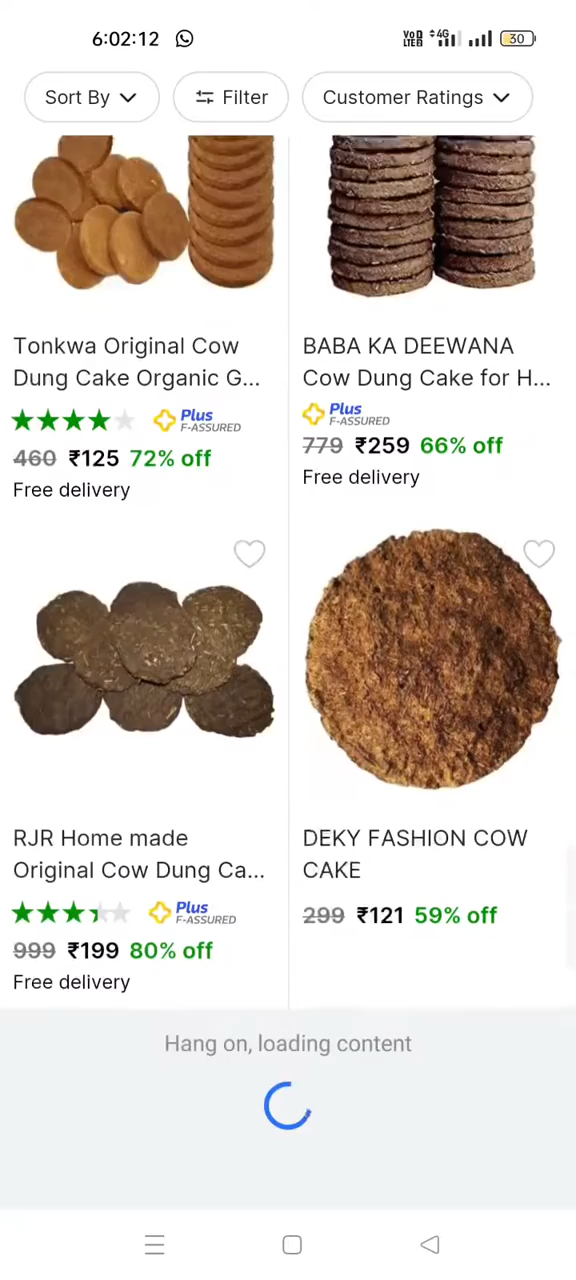 6:02:12
VoD LTED 4G 30
Sort By
Filter
Customer Ratings
Tonkwa Original Cow
Dung Cake Organic G...
Plus
F-ASSURED
460 ₹125 72% off
Free delivery
BABA KA DEEWANA
Cow Dung Cake for H...
Plus
F-ASSURED
779 ₹259 66% off
Free delivery
RJR Home made
Original Cow Dung Ca...
Plus
F-ASSURED
999 ₹199 80% off
Free delivery
DEKY FASHION COW
CAKE
299 ₹121 59% off
Hang on, loading content